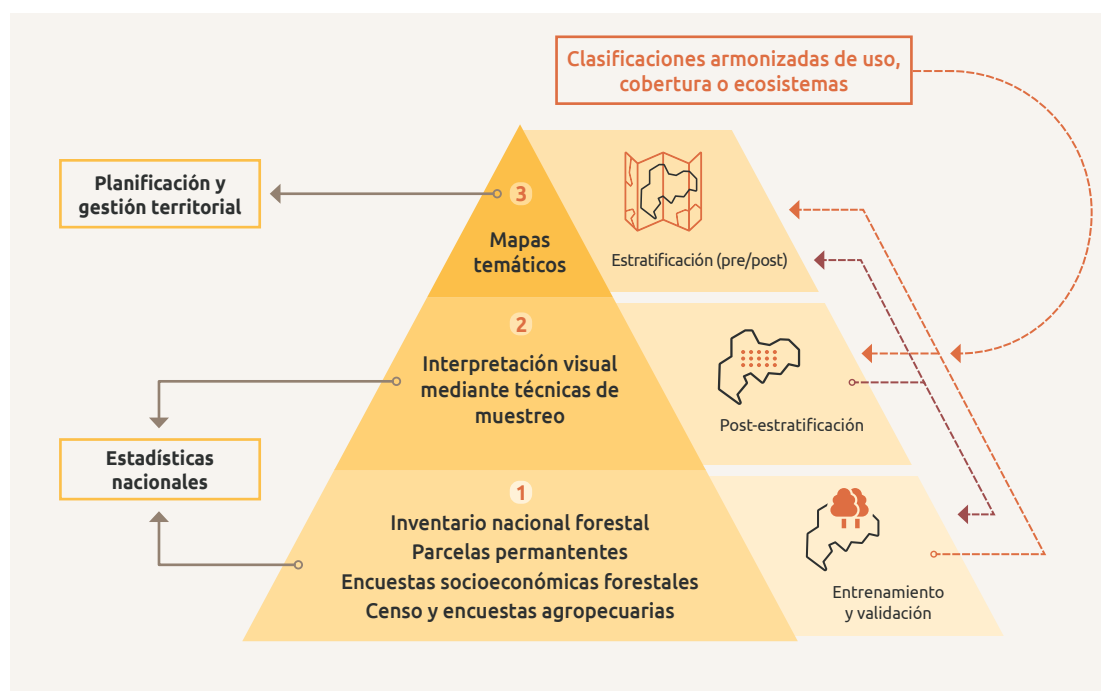 Clasificaciones armonizadas de uso,
cobertura o ecosistemas
Planificación y
gestión territorial
3
Mapas
temáticos
Estratificación (pre/post)
2
Interpretación visual
mediante técnicas de
muestreo
Post-estratificación
Estadísticas
nacionales
1
Inventario nacional forestal
Parcelas permantentes
Encuestas socioeconómicas forestales
Censo y encuestas agropecuarias
Entrenamiento
y validación